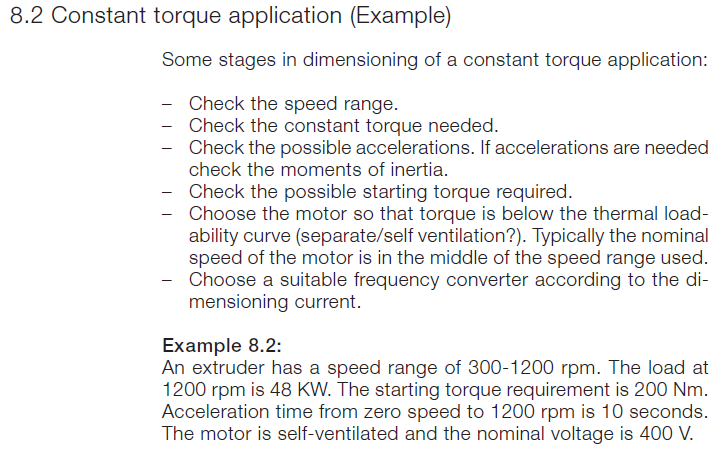 8.2 Constant torque application (Example)
Some stages in dimensioning of a constant torque application:
– Check the speed range.
– Check the constant torque needed.
– Check the possible accelerations. If accelerations are needed
check the moments of inertia.
– Check the possible starting torque required.
– Choose the motor so that torque is below the thermal load-
ability curve (separate/self ventilation?). Typically the nominal
speed of the motor is in the middle of the speed range used.
– Choose a suitable frequency converter according to the di-
mensioning current.
Example 8.2:
An extruder has a speed range of 300-1200 rpm. The load at
1200 rpm is 48 KW. The starting torque requirement is 200 Nm.
Acceleration time from zero speed to 1200 rpm is 10 seconds.
The motor is self-ventilated and the nominal voltage is 400 V.